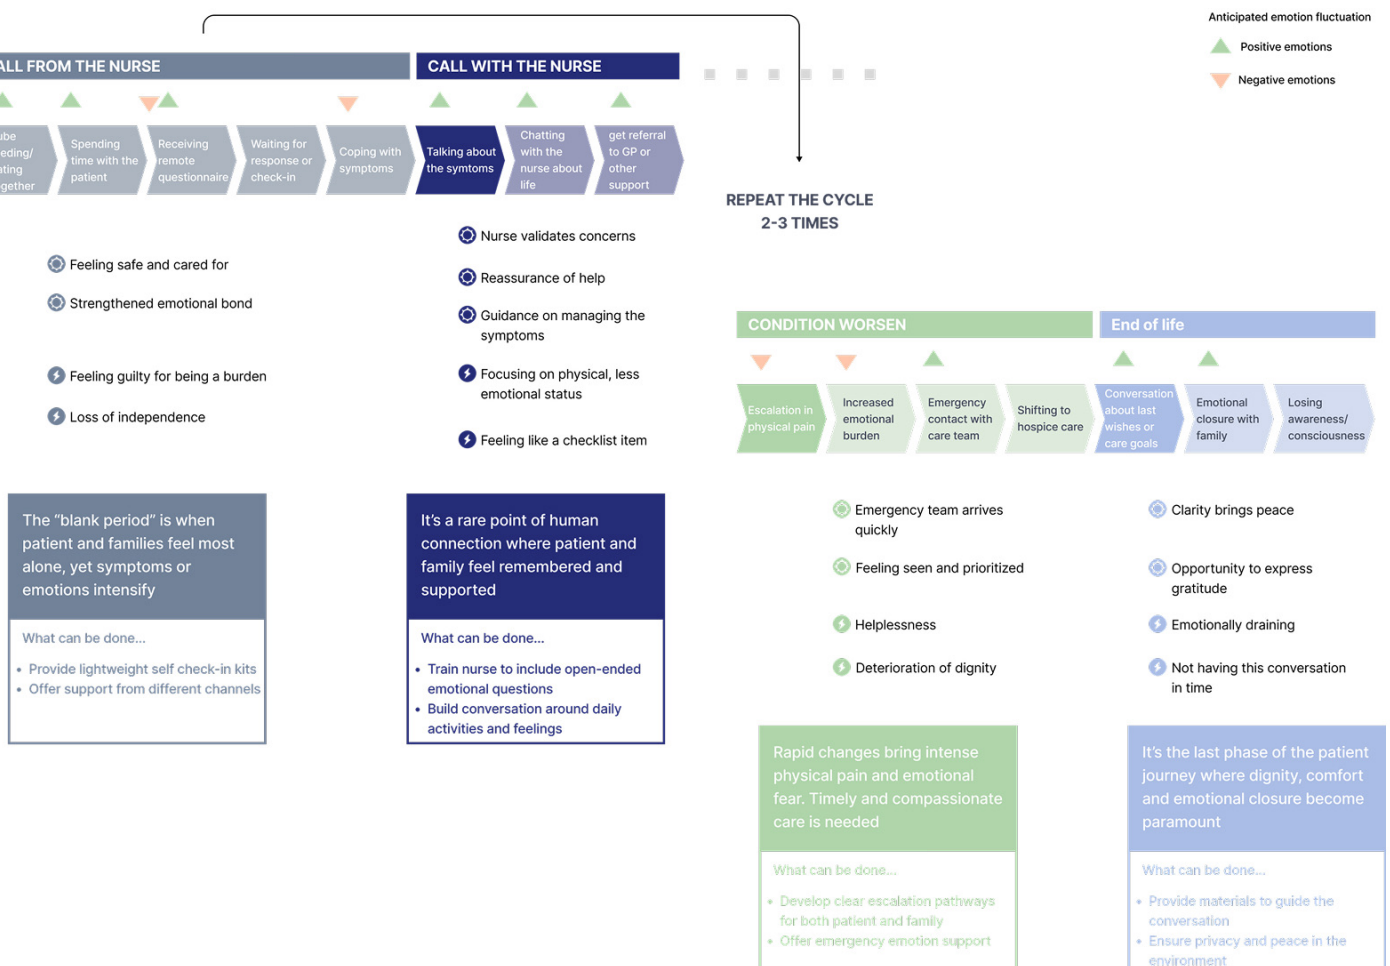 Anticipated emotion fluctuation
Positive emotions
Negative emotions
ALL FROM THE NURSE
CALL WITH THE NURSE
together
Spending
time with the
patient
Receiving
remote
questionnaire
Waiting for
response or
check-in
Coping with
symptoms
Talking about
the symtoms
Chatting
with the
nurse about
life
get referral
to GP or
other
support
REPEAT THE CYCLE
2-3 TIMES
Feeling safe and cared for
Strengthened emotional bond
Feeling guilty for being a burden
Loss of independence
Nurse validates concerns
Reassurance of help
Guidance on managing the
symptoms
Focusing on physical, less
emotional status
Feeling like a checklist item
The “blank period” is when
patient and families feel most
alone, yet symptoms or
emotions intensify
What can be done...
• Provide lightweight self check-in kits
• Offer support from different channels
It’s a rare point of human
connection where patient and
family feel remembered and
supported
What can be done...
• Train nurse to include open-ended
emotional questions
• Build conversation around daily
activities and feelings
CONDITION WORSEN
End of life
Escalation in
physical pain
Increased
emotional
burden
Emergency
contact with
care team
Shifting to
hospice care
Conversation
about last
wishes or
care goals
Emotional
closure with
family
Losing
awareness/
consciousness
Emergency team arrives
quickly
Feeling seen and prioritized
Helplessness
Deterioration of dignity
Clarity brings peace
Opportunity to express
gratitude
Emotionally draining
Not having this conversation
in time
Rapid changes bring intense
physical pain and emotional
fear. Timely and compassionate
care is needed
What can be done...
• Develop clear escalation pathways
for both patient and family
• Offer emergency emotion support
It’s the last phase of the patient
journey where dignity, comfort
and emotional closure become
paramount
What can be done...
• Provide materials to guide the
conversation
• Ensure privacy and peace in the
environment